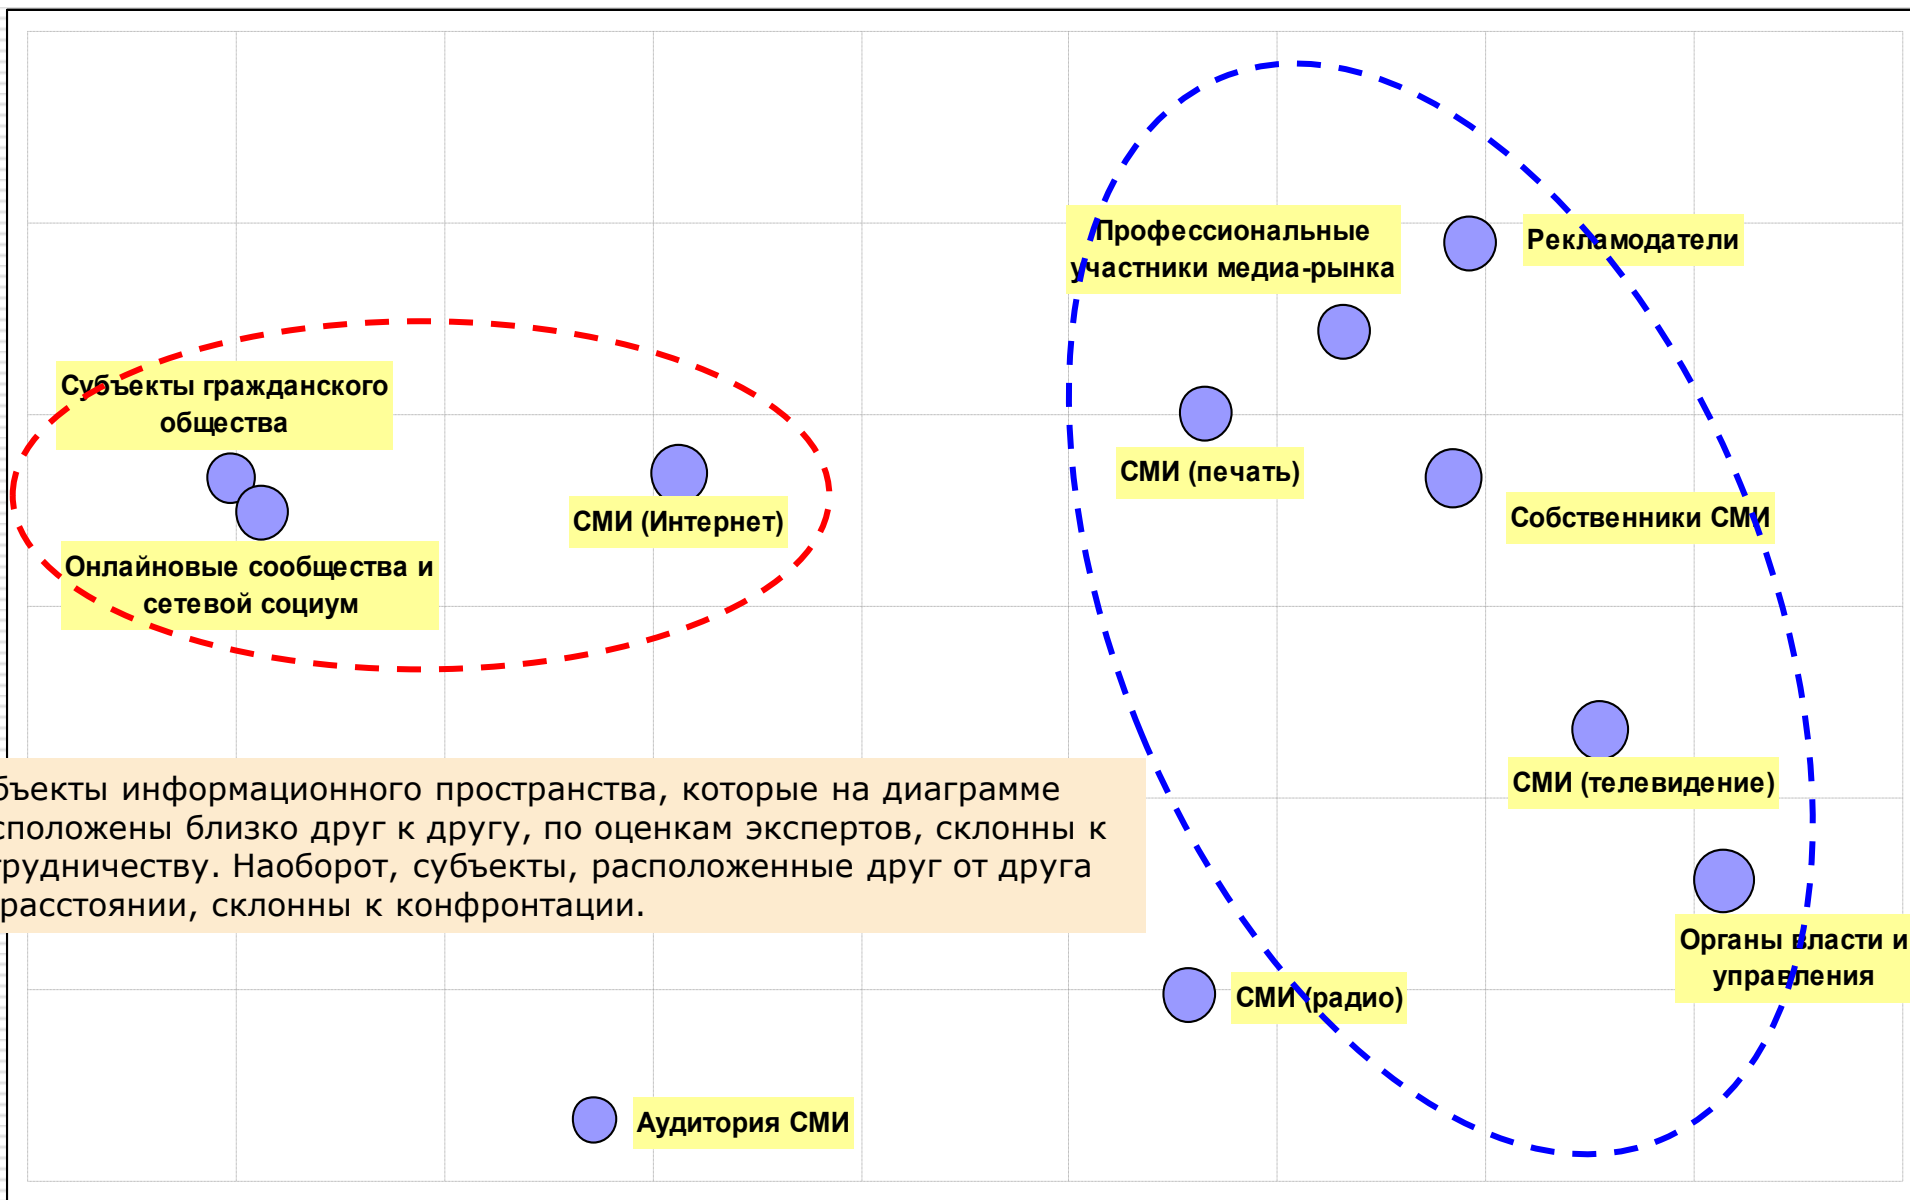 Профессиональные
участники медиа-рынка
Рекламодатели
Субъекты гражданского
общества
СМИ (печать)
СМИ (Интернет)
Собственники СМИ
Онлайновые сообщества и
сетевой социум
СМИ (телевидение)
бъекты информационного пространства, которые на диаграмме
сположены близко друг к другу, по оценкам экспертов, склонны к
трудничеству. Наоборот, субъекты, расположенные друг от друга
расстоянии, склонны к конфронтации.
Органы власти и
управления
СМИ (радио)
Аудитория СМИ